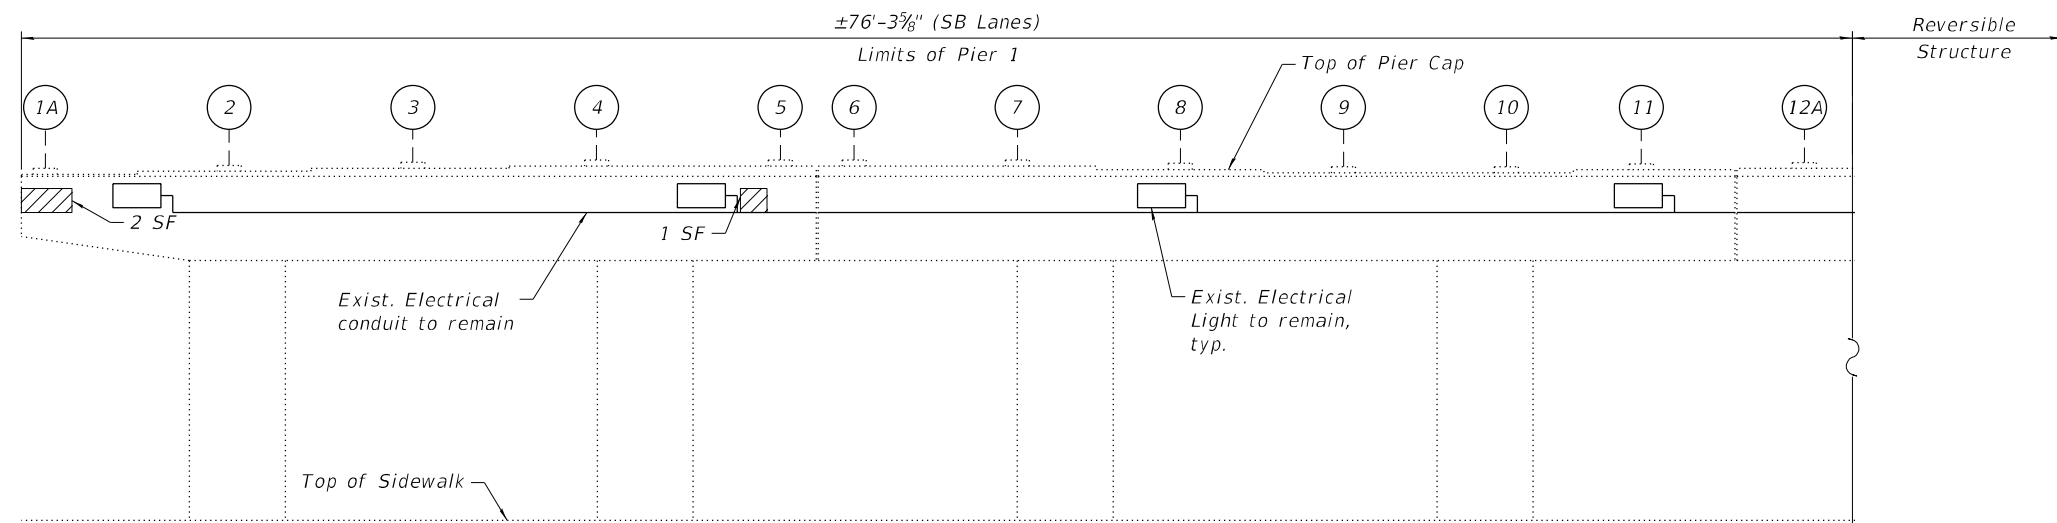 ±76'-3⅝" (SB Lanes)
Limits of Pier 1
Reversible
Structure
Top of Pier Cap
1A
2
3
4
5
6
7
8
9
10
11
12A
2 SF
1 SF
Exist. Electrical
conduit to remain
Exist. Electrical
Light to remain,
typ.
Top of Sidewalk